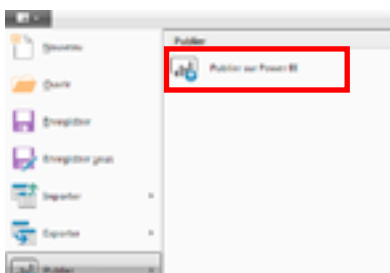 Publier
Nouveau
Publier sur Power BI
Ouvrir
Enregistrer
Enregistrer sous
Importer
Exporter
Publier